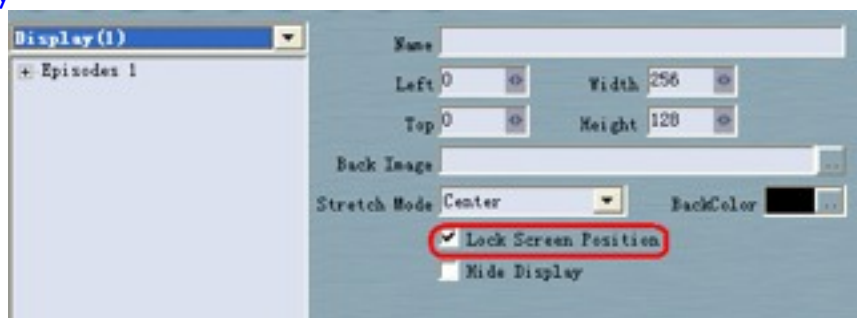 Display(1)
Name
+ Episodes 1
Left 0 Width 256
Top 0 Height 128
Back Image ..
Stretch Mode Center BackColor ..
Lock Screen Position
Hide Display